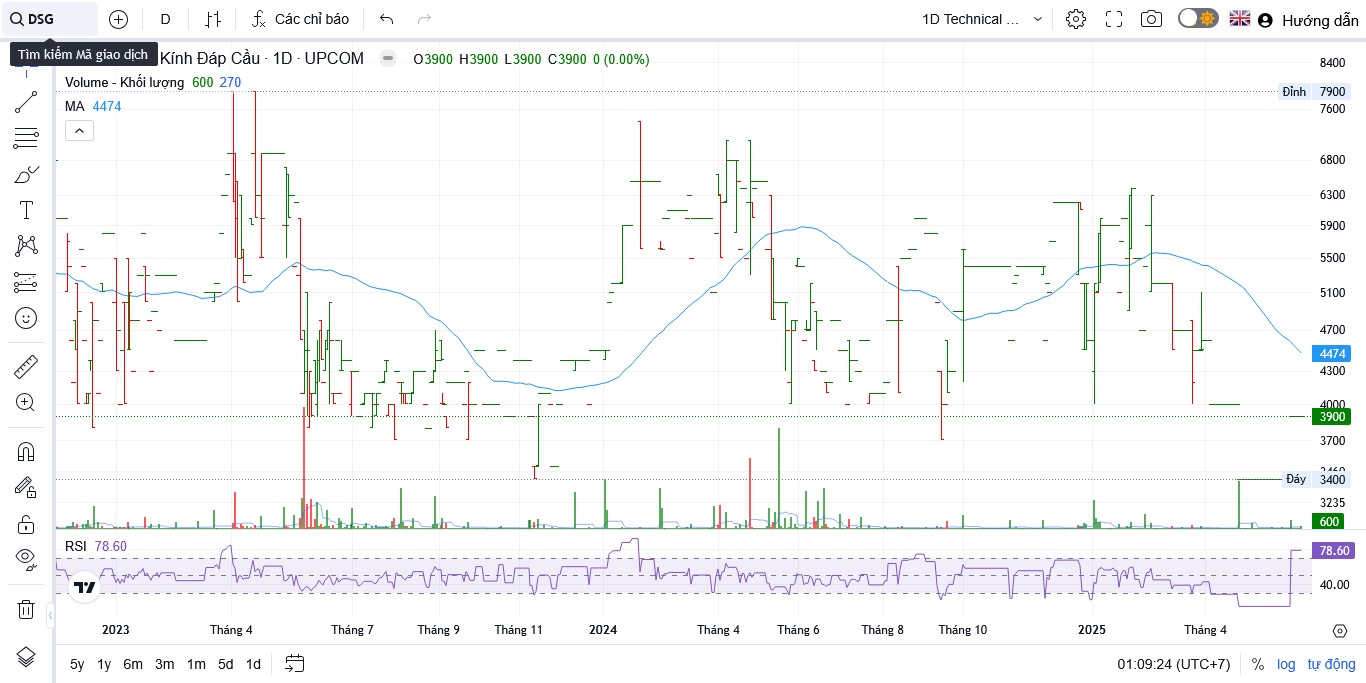 DSG
D
Các chỉ báo
1D Technical ...
Hướng dẫn
Tìm kiếm Mã giao dịch
Kính Đáp Cầu · 1D · UPCOM
O3900 H3900 L3900 C3900 0 (0.00%)
Volume - Khối lượng 600 270
MA 4474
8400
Đỉnh 7900
7600
6800
6300
5900
5500
5100
4700
4474
4300
4000
3900
3700
3460
Đáy 3400
3235
600
RSI 78.60
78.60
40.00
2023 Tháng 4 Tháng 7 Tháng 9 Tháng 11 2024 Tháng 4 Tháng 6 Tháng 8 Tháng 10 2025 Tháng 4
5y 1y 6m 3m 1m 5d 1d
01:09:24 (UTC+7) % log tự động